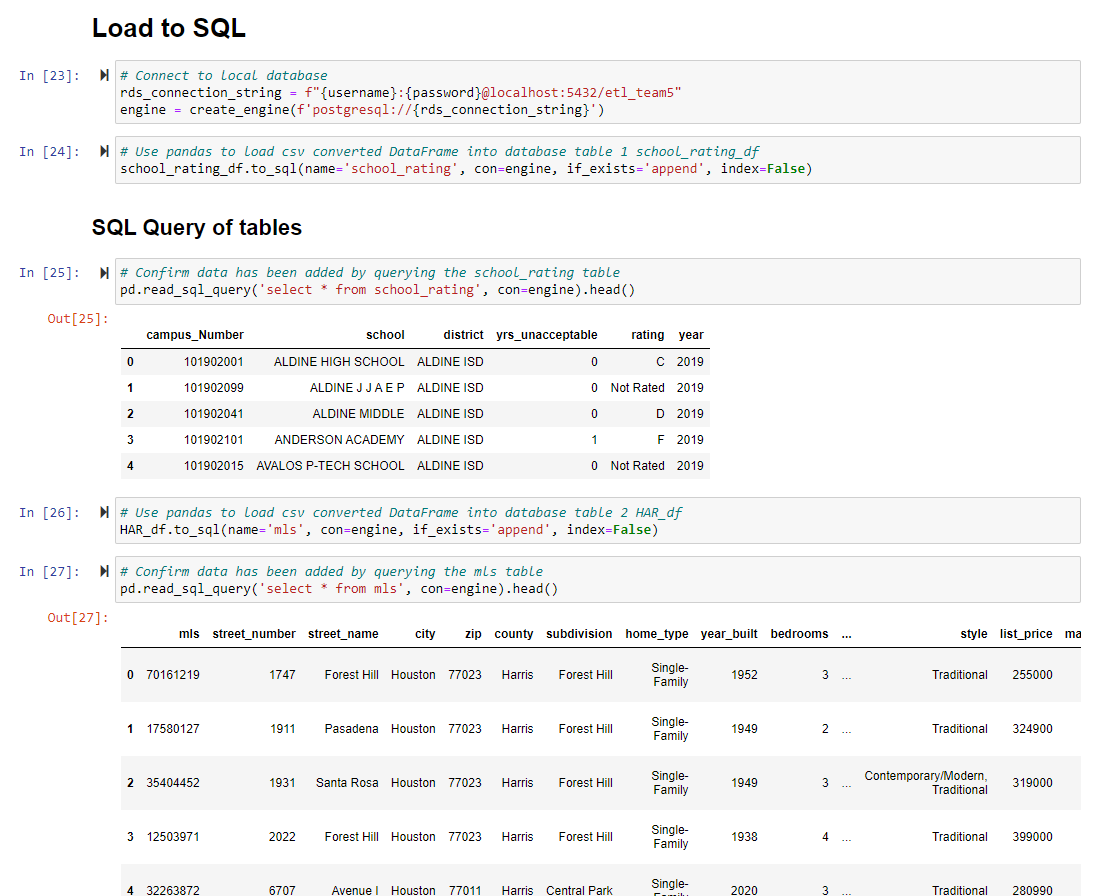 Load to SQL
In [23]:
# Connect to local database
rds_connection_string = f"{username}:{password}@localhost:5432/etl_team5"
engine = create_engine(f'postgresql://{rds_connection_string}')
In [24]:
# Use pandas to load csv converted DataFrame into database table 1 school_rating_df
school_rating_df.to_sql(name='school_rating', con=engine, if_exists='append', index=False)
SQL Query of tables
In [25]:
# Confirm data has been added by querying the school_rating table
pd.read_sql_query('select * from school_rating', con=engine).head()
Out[25]:
campus_Number school district yrs_unacceptable rating year
0 101902001 ALDINE HIGH SCHOOL ALDINE ISD 0 C 2019
1 101902099 ALDINE J J A E P ALDINE ISD 0 Not Rated 2019
2 101902041 ALDINE MIDDLE ALDINE ISD 0 D 2019
3 101902101 ANDERSON ACADEMY ALDINE ISD 1 F 2019
4 101902015 AVALOS P-TECH SCHOOL ALDINE ISD 0 Not Rated 2019
In [26]:
# Use pandas to load csv converted DataFrame into database table 2 HAR_df
HAR_df.to_sql(name='mls', con=engine, if_exists='append', index=False)
In [27]:
# Confirm data has been added by querying the mls table
pd.read_sql_query('select * from mls', con=engine).head()
Out[27]:
mls street_number street_name city zip county subdivision home_type year_built bedrooms ... style list_price ma
0 70161219 1747 Forest Hill Houston 77023 Harris Forest Hill Single-
Family 1952 3 ... Traditional 255000
1 17580127 1911 Pasadena Houston 77023 Harris Forest Hill Single-
Family 1949 2 ... Traditional 324900
2 35404452 1931 Santa Rosa Houston 77023 Harris Forest Hill Single-
Family 1949 3 ... Contemporary/Modern,
Traditional 319000
3 12503971 2022 Forest Hill Houston 77023 Harris Forest Hill Single-
Family 1938 4 ... Traditional 399000
4 32263872 6707 Avenue I Houston 77011 Harris Central Park Single-
Family 2020 3 ... Traditional 280990